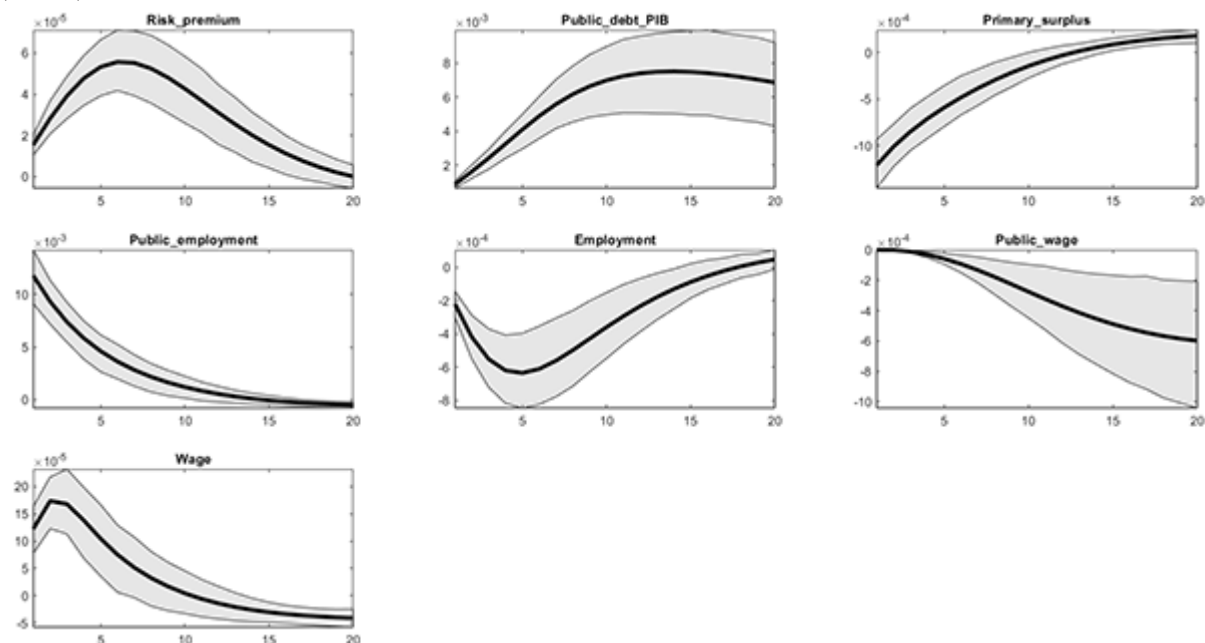 ×10⁻⁵ Risk_premium
6
4
2
0
5 10 15 20
×10⁻³ Public_debt_PIB
8
6
4
2
5 10 15 20
×10⁻⁴ Primary_surplus
0
-5
-10
5 10 15 20
×10⁻³ Public_employment
10
5
0
5 10 15 20
×10⁻⁴ Employment
0
-2
-4
-6
-8
5 10 15 20
×10⁻⁴ Public_wage
0
-2
-4
-6
-8
-10
5 10 15 20
×10⁻⁵ Wage
20
15
10
5
0
-5
5 10 15 20